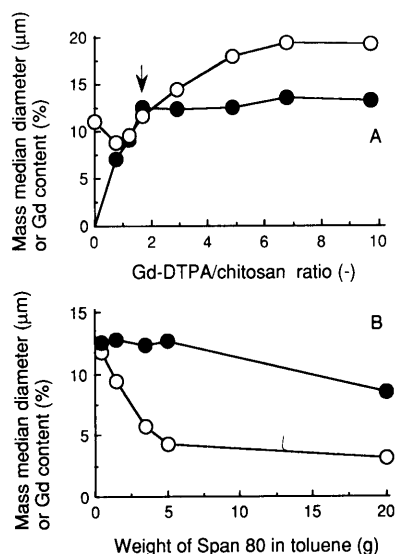 Mass median diameter (μm)
or Gd content (%)
20
15
10
5
0
A
0 2 4 6 8 10
Gd-DTPA/chitosan ratio (-)
Mass median diameter (μm)
or Gd content (%)
15
10
5
0
B
0 5 10 15 20
Weight of Span 80 in toluene (g)